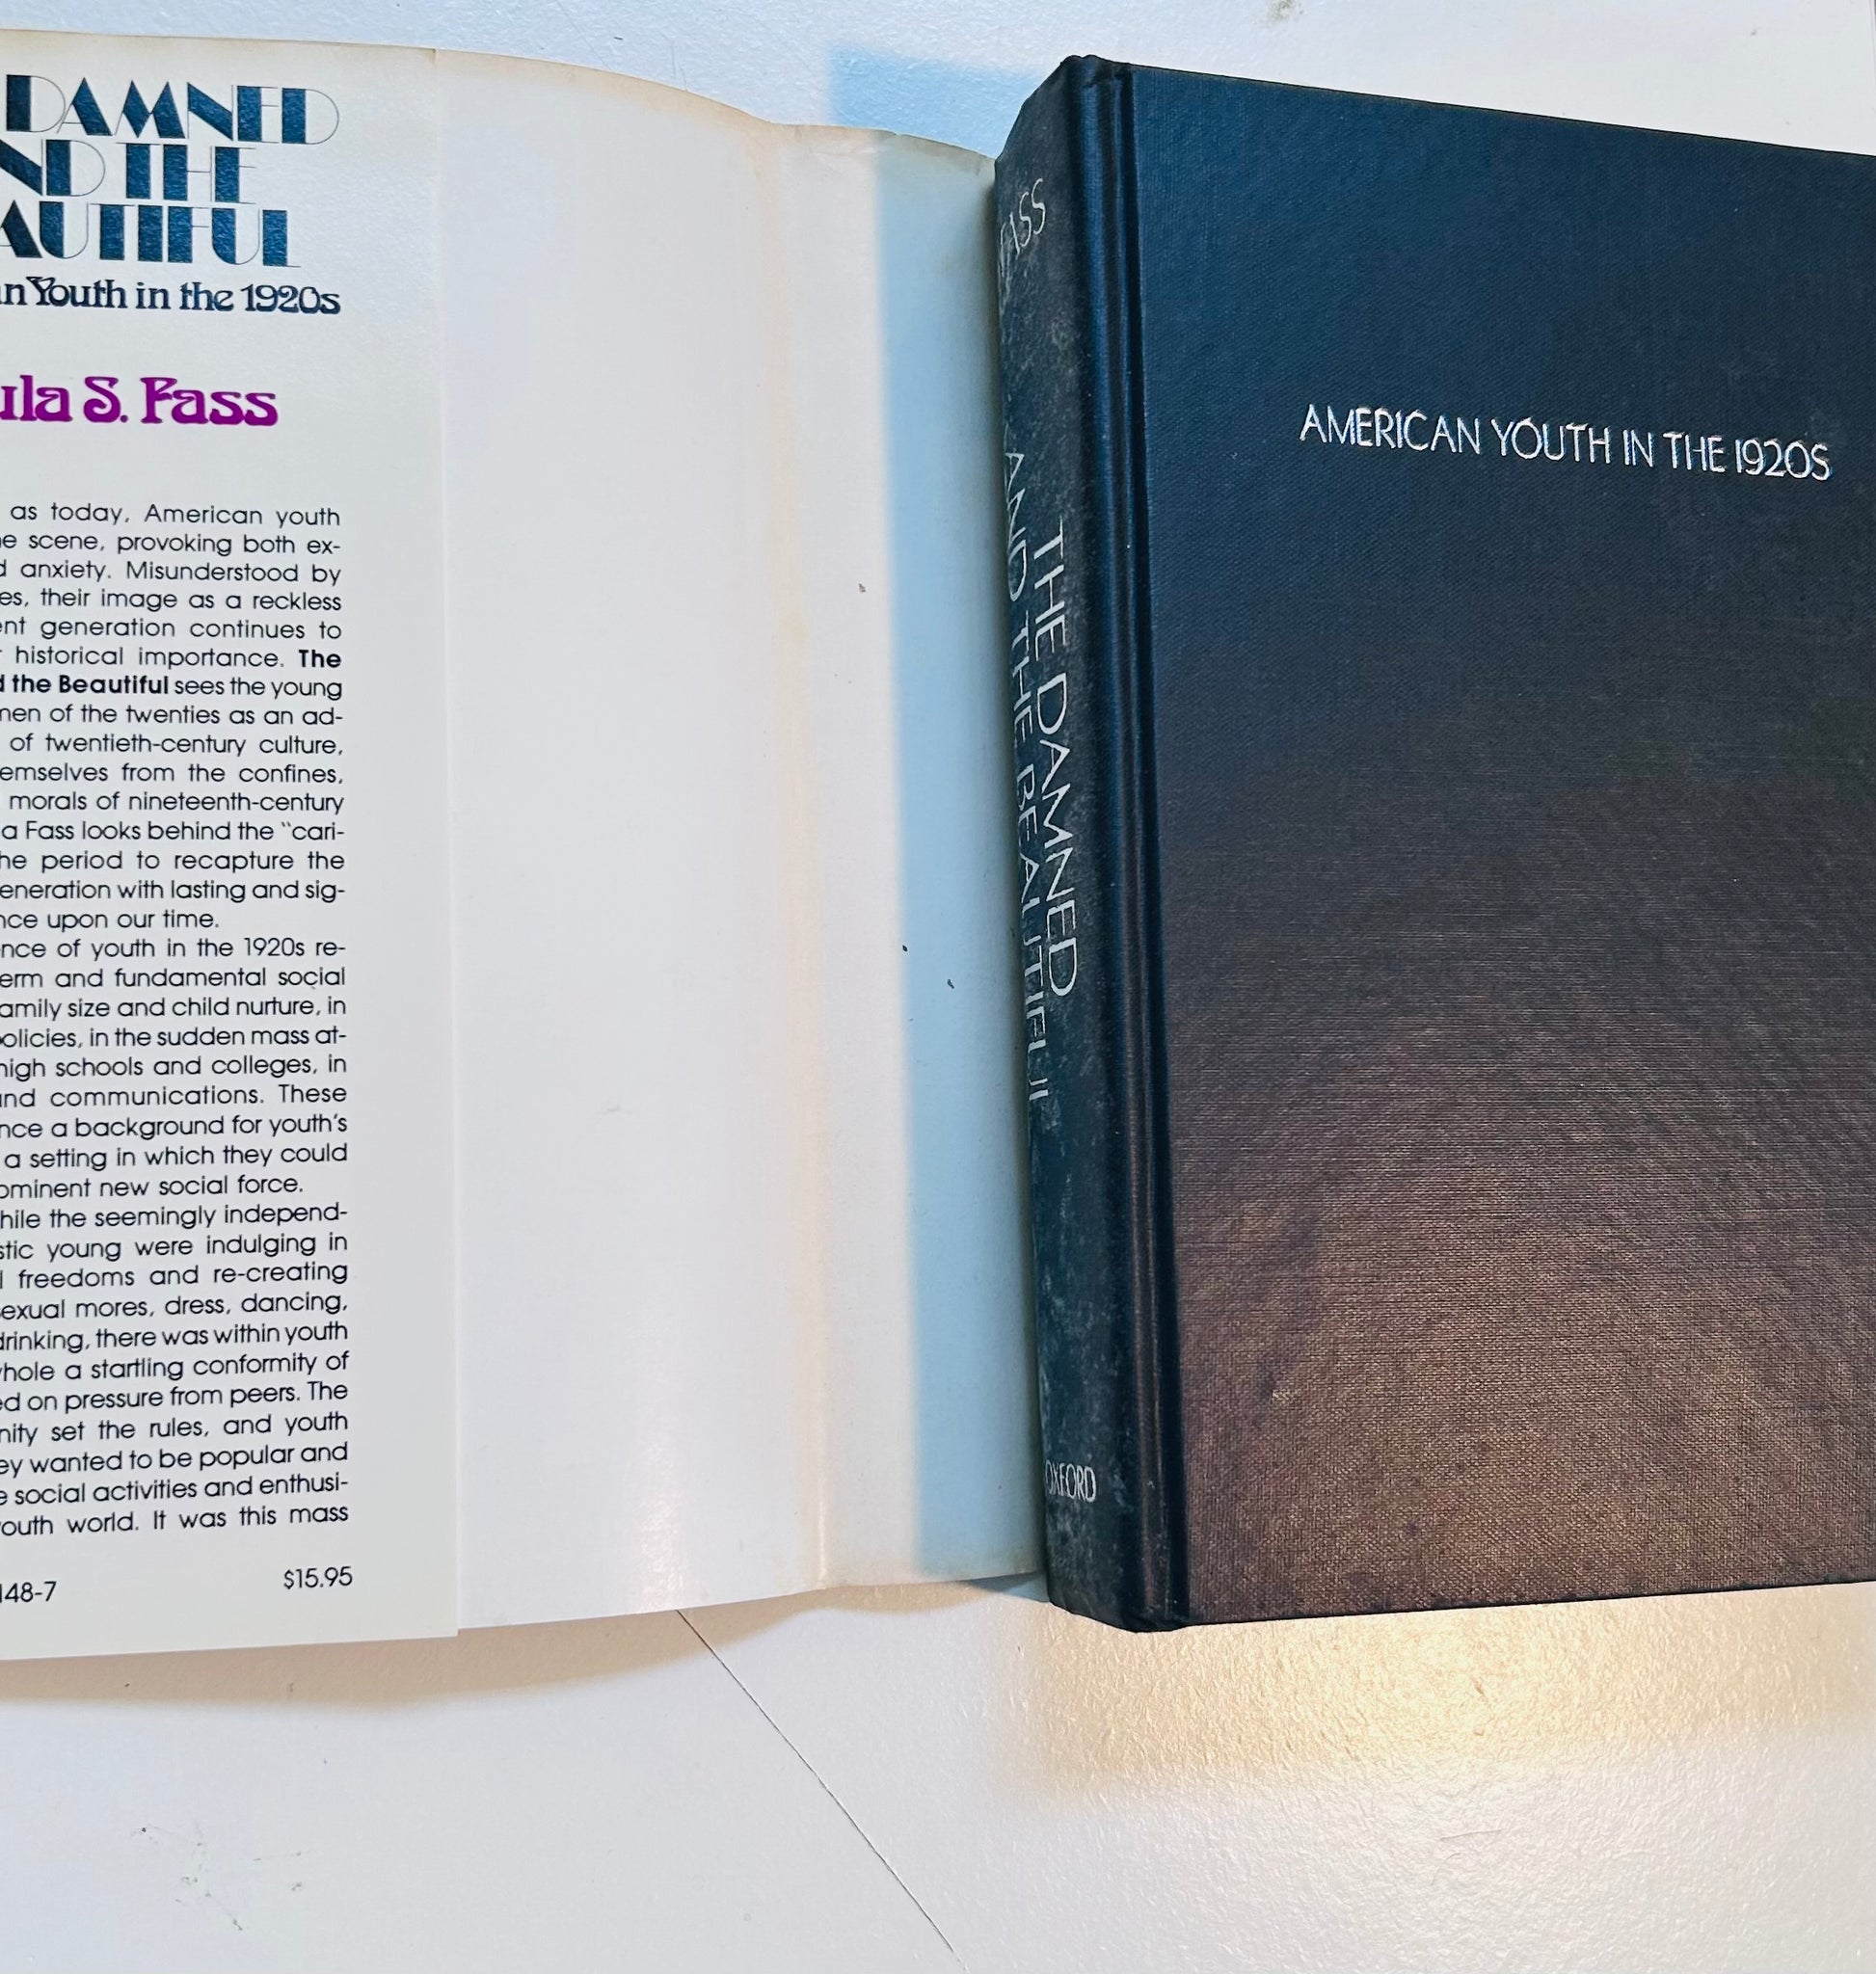 DAMNED
ND THE
AUTIFUL
n Youth in the 1920s
ula S. Fass
as today, American youth
e scene, provoking both ex-
d anxiety. Misunderstood by
es, their image as a reckless
ent generation continues to
historical importance. The
d the Beautiful sees the young
men of the twenties as an ad-
of twentieth-century culture,
emselves from the confines,
morals of nineteenth-century
a Fass looks behind the "cari-
he period to recapture the
eneration with lasting and sig-
nce upon our time.
nce of youth in the 1920s re-
erm and fundamental social
amily size and child nurture, in
olicies, in the sudden mass at-
high schools and colleges, in
nd communications. These
nce a background for youth's
a setting in which they could
ominent new social force.
hile the seemingly independ-
stic young were indulging in
l freedoms and re-creating
sexual mores, dress, dancing,
drinking, there was within youth
whole a startling conformity of
ed on pressure from peers. The
nity set the rules, and youth
ey wanted to be popular and
e social activities and enthusi-
outh world. It was this mass
148-7 $15.95
FASS
THE DAMNED
AND THE BEAUTIFUL
OXFORD
AMERICAN YOUTH IN THE 1920S